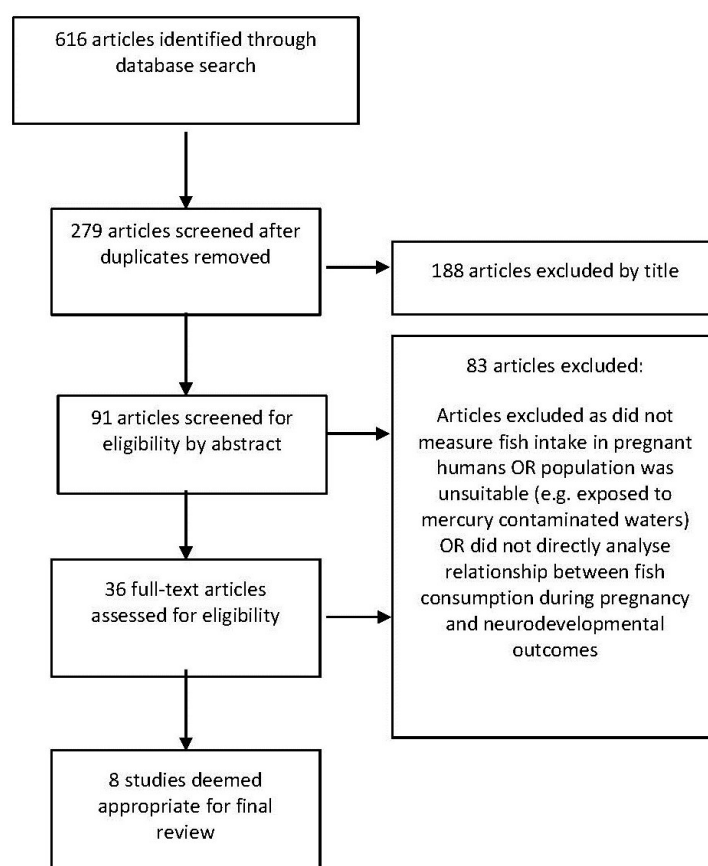 616 articles identified through
database search
279 articles screened after
duplicates removed
188 articles excluded by title
91 articles screened for
eligibility by abstract
83 articles excluded:
Articles excluded as did not
measure fish intake in pregnant
humans OR population was
unsuitable (e.g. exposed to
mercury contaminated waters)
OR did not directly analyse
relationship between fish
consumption during pregnancy
and neurodevelopmental
outcomes
36 full-text articles
assessed for eligibility
8 studies deemed
appropriate for final
review